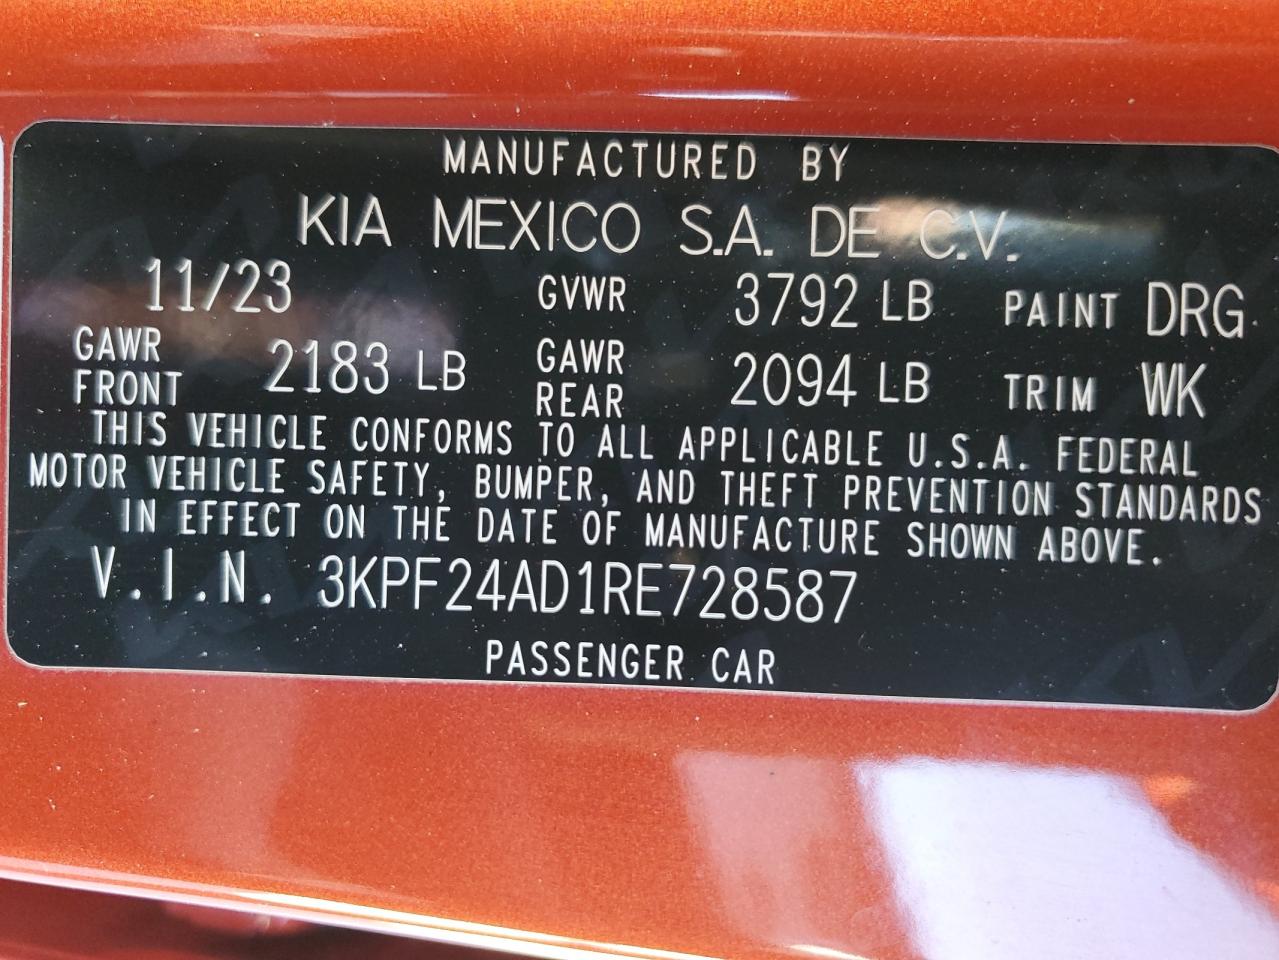 MANUFACTURED BY
KIA MEXICO S.A. DE C.V.
11/23 GVWR 3792 LB PAINT DRG
GAWR FRONT 2183 LB GAWR REAR 2094 LB TRIM WK
THIS VEHICLE CONFORMS TO ALL APPLICABLE U.S.A. FEDERAL
MOTOR VEHICLE SAFETY, BUMPER, AND THEFT PREVENTION STANDARDS
IN EFFECT ON THE DATE OF MANUFACTURE SHOWN ABOVE.
V.I.N. 3KPF24AD1RE728587
PASSENGER CAR